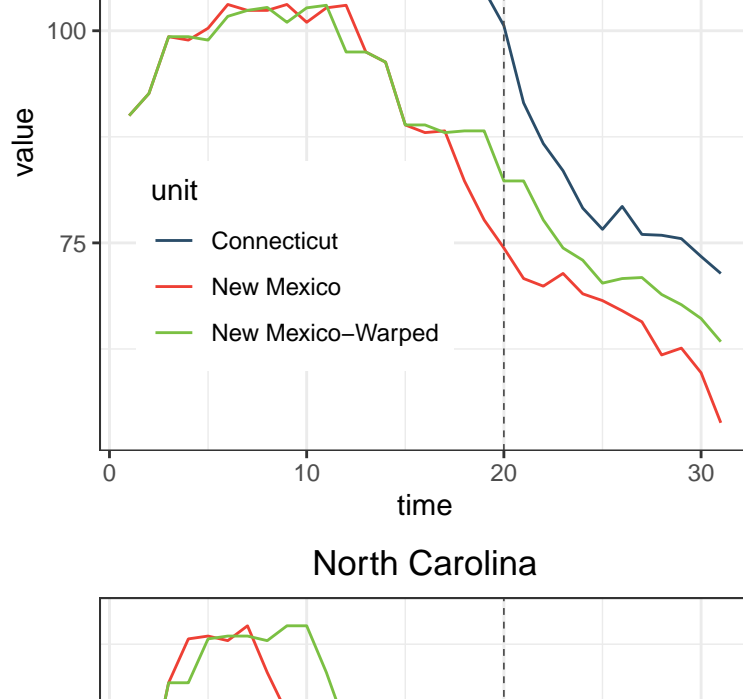 100
value
unit
Connecticut
75
New Mexico
New Mexico−Warped
0 10 20 30
time
North Carolina